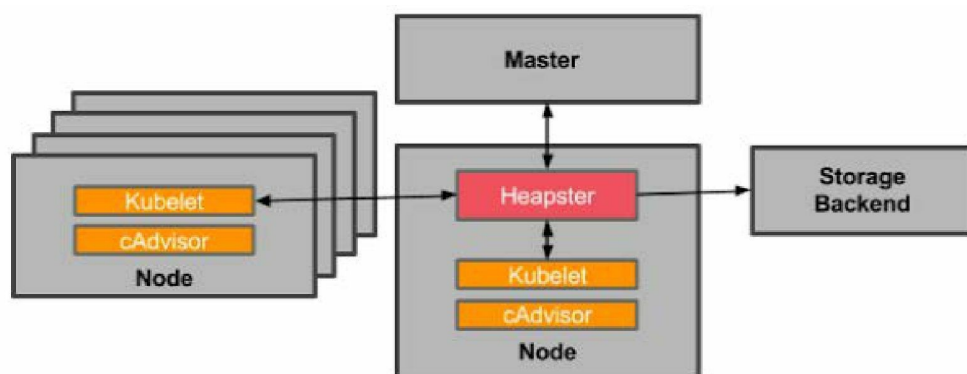 Master
Kubelet
cAdvisor
Node
Heapster
Kubelet
cAdvisor
Node
Storage
Backend